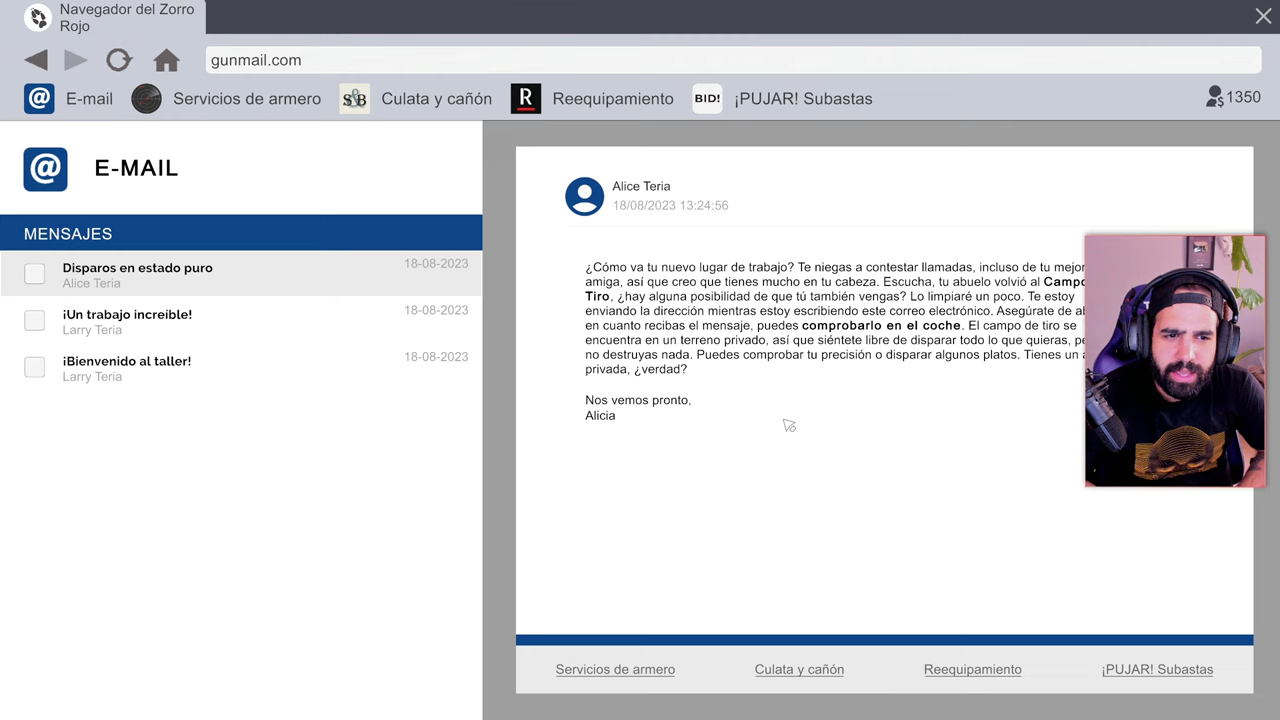 Navegador del Zorro
Rojo
gunmail.com
@ E-mail
Servicios de armero
S&B Culata y cañón
R Reequipamiento
BID! ¡PUJAR! Subastas
1350
@ E-MAIL
MENSAJES
Disparos en estado puro 18-08-2023
Alice Teria
¡Un trabajo increíble! 18-08-2023
Larry Teria
¡Bienvenido al taller! 18-08-2023
Larry Teria
Alice Teria
18/08/2023 13:24:56
¿Cómo va tu nuevo lugar de trabajo? Te niegas a contestar llamadas, incluso de tu mejor
amiga, así que creo que tienes mucho en tu cabeza. Escucha, tu abuelo volvió al Campo
Tiro, ¿hay alguna posibilidad de que tú también vengas? Lo limpiaré un poco. Te estoy
enviando la dirección mientras estoy escribiendo este correo electrónico. Asegúrate de
en cuanto recibas el mensaje, puedes comprobarlo en el coche. El campo de tiro se
encuentra en un terreno privado, así que siéntete libre de disparar todo lo que quieras,
no destruyas nada. Puedes comprobar tu precisión o disparar algunos platos. Tienes un
privada, ¿verdad?
Nos vemos pronto,
Alicia
Servicios de armero
Culata y cañón
Reequipamiento
¡PUJAR! Subastas